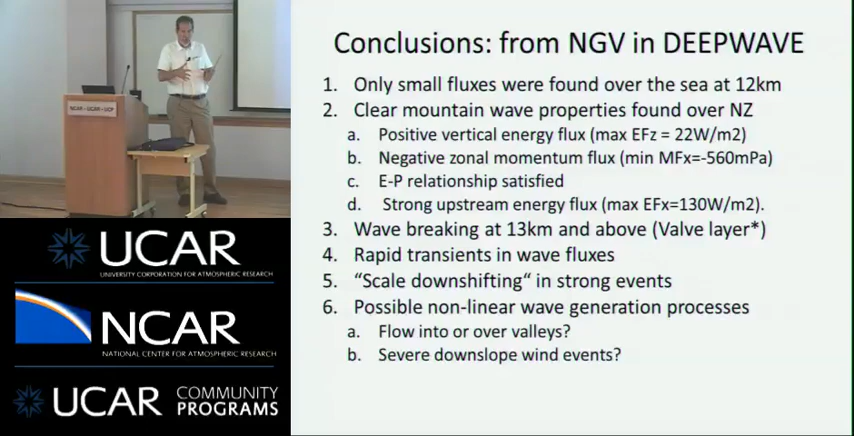 NCAR • UCAR • UCP
UCAR
UNIVERSITY CORPORATION FOR ATMOSPHERIC RESEARCH
NCAR
NATIONAL CENTER FOR ATMOSPHERIC RESEARCH
UCAR COMMUNITY
PROGRAMS
Conclusions: from NGV in DEEPWAVE
1. Only small fluxes were found over the sea at 12km
2. Clear mountain wave properties found over NZ
a. Positive vertical energy flux (max EFz = 22W/m2)
b. Negative zonal momentum flux (min MFx=-560mPa)
c. E-P relationship satisfied
d. Strong upstream energy flux (max EFx=130W/m2).
3. Wave breaking at 13km and above (Valve layer*)
4. Rapid transients in wave fluxes
5. “Scale downshifting“ in strong events
6. Possible non-linear wave generation processes
a. Flow into or over valleys?
b. Severe downslope wind events?